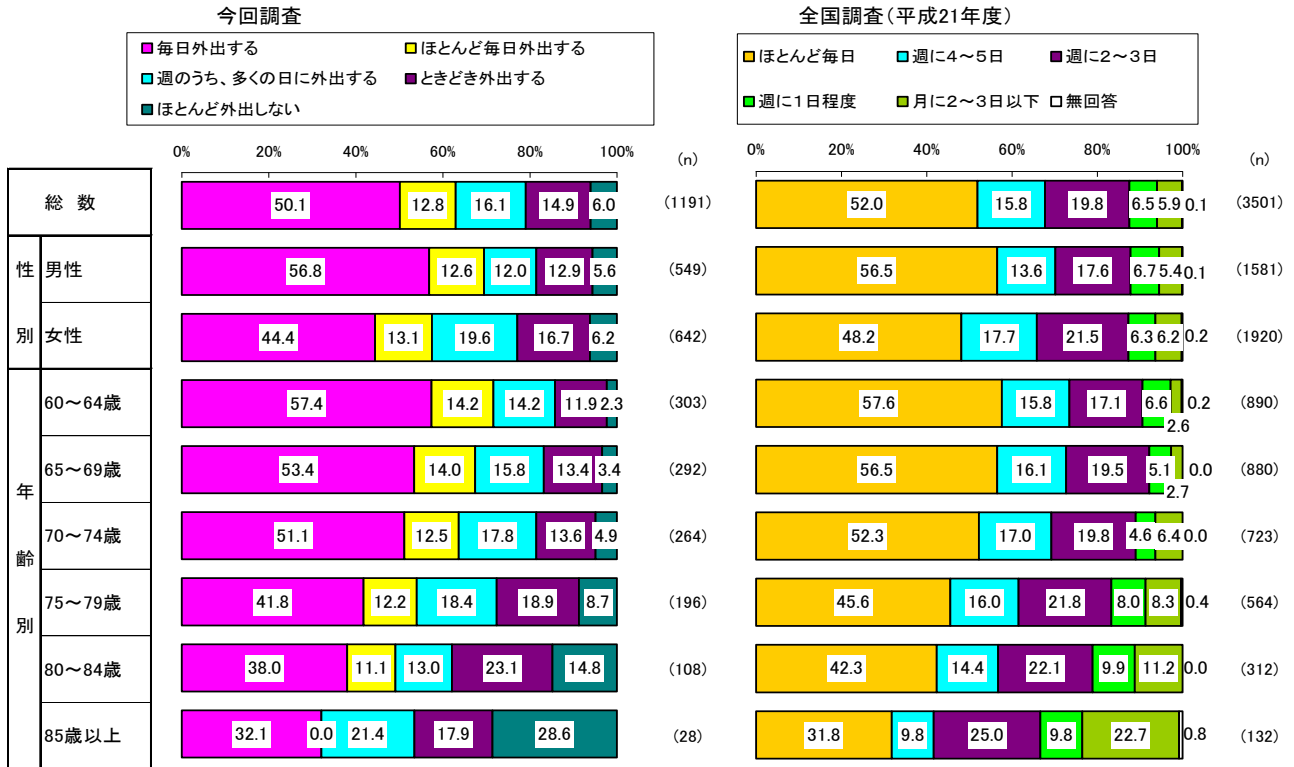 今回調査
全国調査(平成21年度)
毎日外出する ほとんど毎日外出する
週のうち、多くの日に外出する ときどき外出する
ほとんど外出しない
ほとんど毎日 週に4～5日 週に2～3日
週に1日程度 月に2～3日以下 無回答
0% 20% 40% 60% 80% 100% (n) 0% 20% 40% 60% 80% 100% (n)
総 数 50.1 12.8 16.1 14.9 6.0 (1191) 52.0 15.8 19.8 6.5 5.9 0.1 (3501)
性別
男性 56.8 12.6 12.0 12.9 5.6 (549) 56.5 13.6 17.6 6.7 5.4 0.1 (1581)
女性 44.4 13.1 19.6 16.7 6.2 (642) 48.2 17.7 21.5 6.3 6.2 0.2 (1920)
年齢別
60～64歳 57.4 14.2 14.2 11.9 2.3 (303) 57.6 15.8 17.1 6.6 2.6 0.2 (890)
65～69歳 53.4 14.0 15.8 13.4 3.4 (292) 56.5 16.1 19.5 5.1 2.7 0.0 (880)
70～74歳 51.1 12.5 17.8 13.6 4.9 (264) 52.3 17.0 19.8 4.6 6.4 0.0 (723)
75～79歳 41.8 12.2 18.4 18.9 8.7 (196) 45.6 16.0 21.8 8.0 8.3 0.4 (564)
80～84歳 38.0 11.1 13.0 23.1 14.8 (108) 42.3 14.4 22.1 9.9 11.2 0.0 (312)
85歳以上 32.1 0.0 21.4 17.9 28.6 (28) 31.8 9.8 25.0 9.8 22.7 0.8 (132)